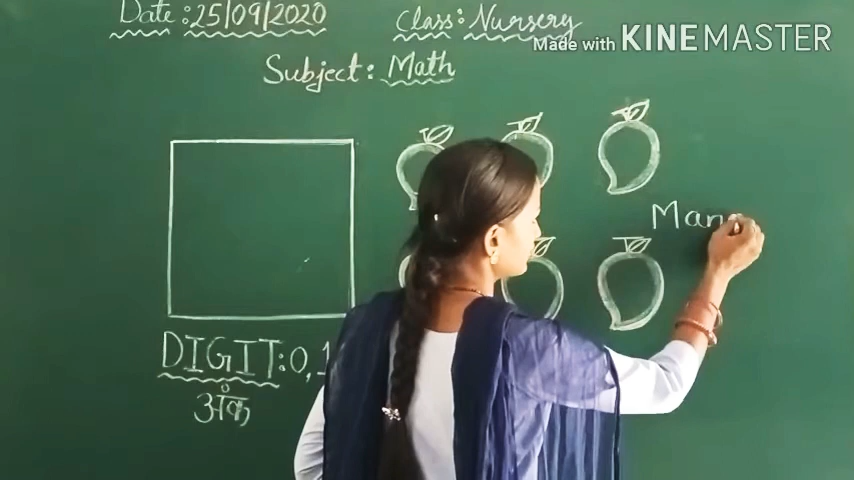 Date: 25/09/2020
Class: Nursery
Made with KINEMASTER
Subject: Math
Man
DIGIT: 0, 1
अंक